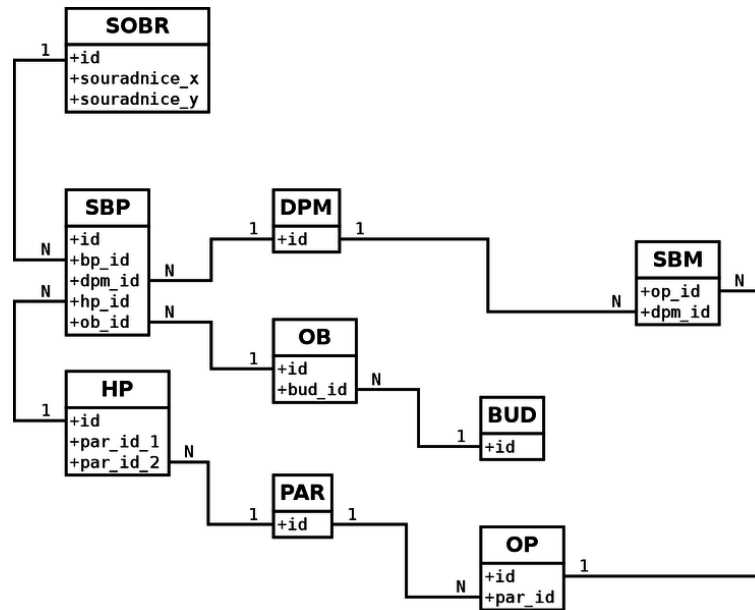 SOBR
+id
+souradnice_x
+souradnice_y
1
SBP
+id
+bp_id
+dpm_id
+hp_id
+ob_id
N
N
N
N
DPM
+id
1
1
SBM
+op_id
+dpm_id
N
N
OB
+id
+bud_id
1
N
BUD
+id
1
HP
+id
+par_id_1
+par_id_2
1
N
PAR
+id
1
1
OP
+id
+par_id
N
1